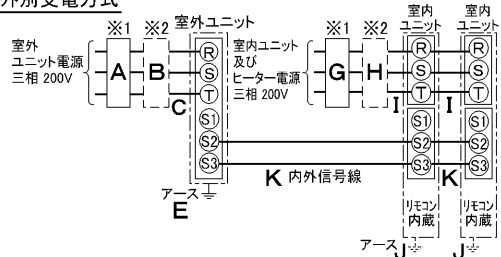 外別受電方式
※1 ※2 室外ユニット
室外
ユニット電源
三相 200V
A B C
R
S
T
S1
S2
S3
アース
E
※1 ※2
室内ユニット
及び
ヒーター電源
三相 200V
G H I I
室内
ユニット
R
S
T
S1
S2
S3
リモコン
内蔵
室内
ユニット
R
S
T
S1
S2
S3
リモコン
内蔵
K 内外信号線 K
アース J J